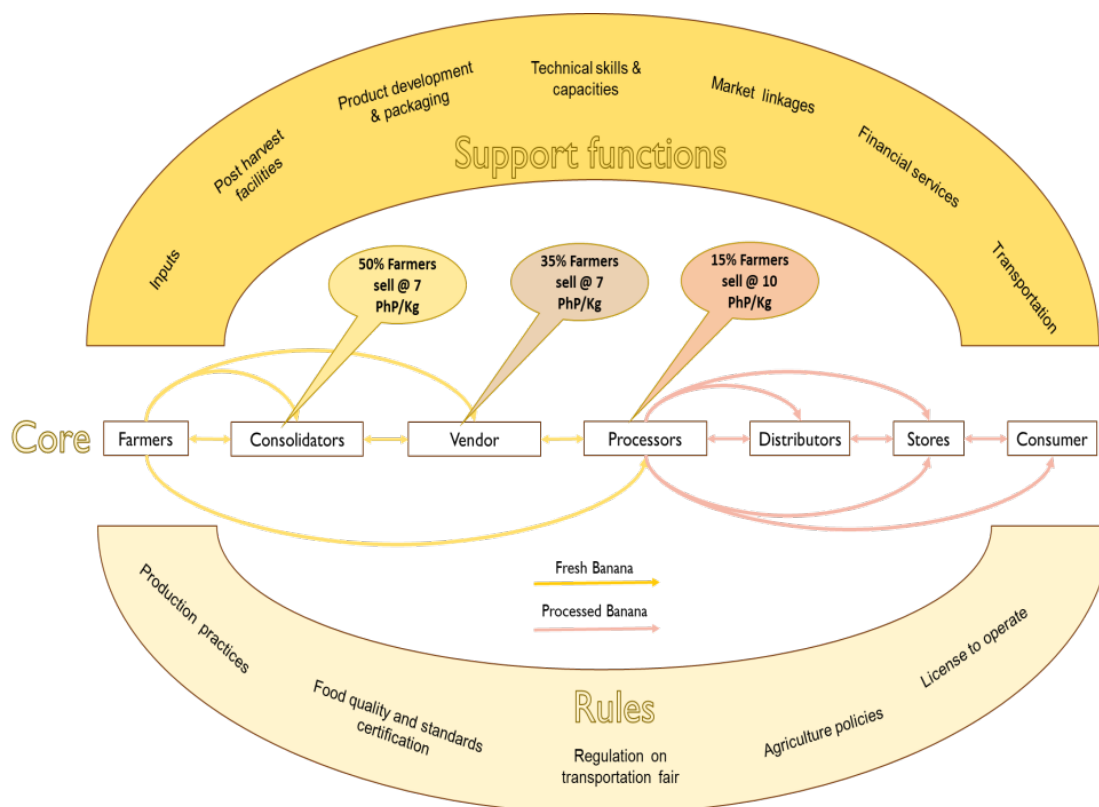 Technical skills &
capacities
Product development
& packaging
Market linkages
Post harvest
facilities
Support functions
Financial services
Inputs
Transportation
50% Farmers
sell @ 7
PhP/Kg
35% Farmers
sell @ 7
PhP/Kg
15% Farmers
sell @ 10
PhP/Kg
Core
Farmers
Consolidators
Vendor
Processors
Distributors
Stores
Consumer
Fresh Banana
Processed Banana
Production
practices
Food quality and standards
certification
Rules
Regulation on
transportation fair
Agriculture policies
License to operate